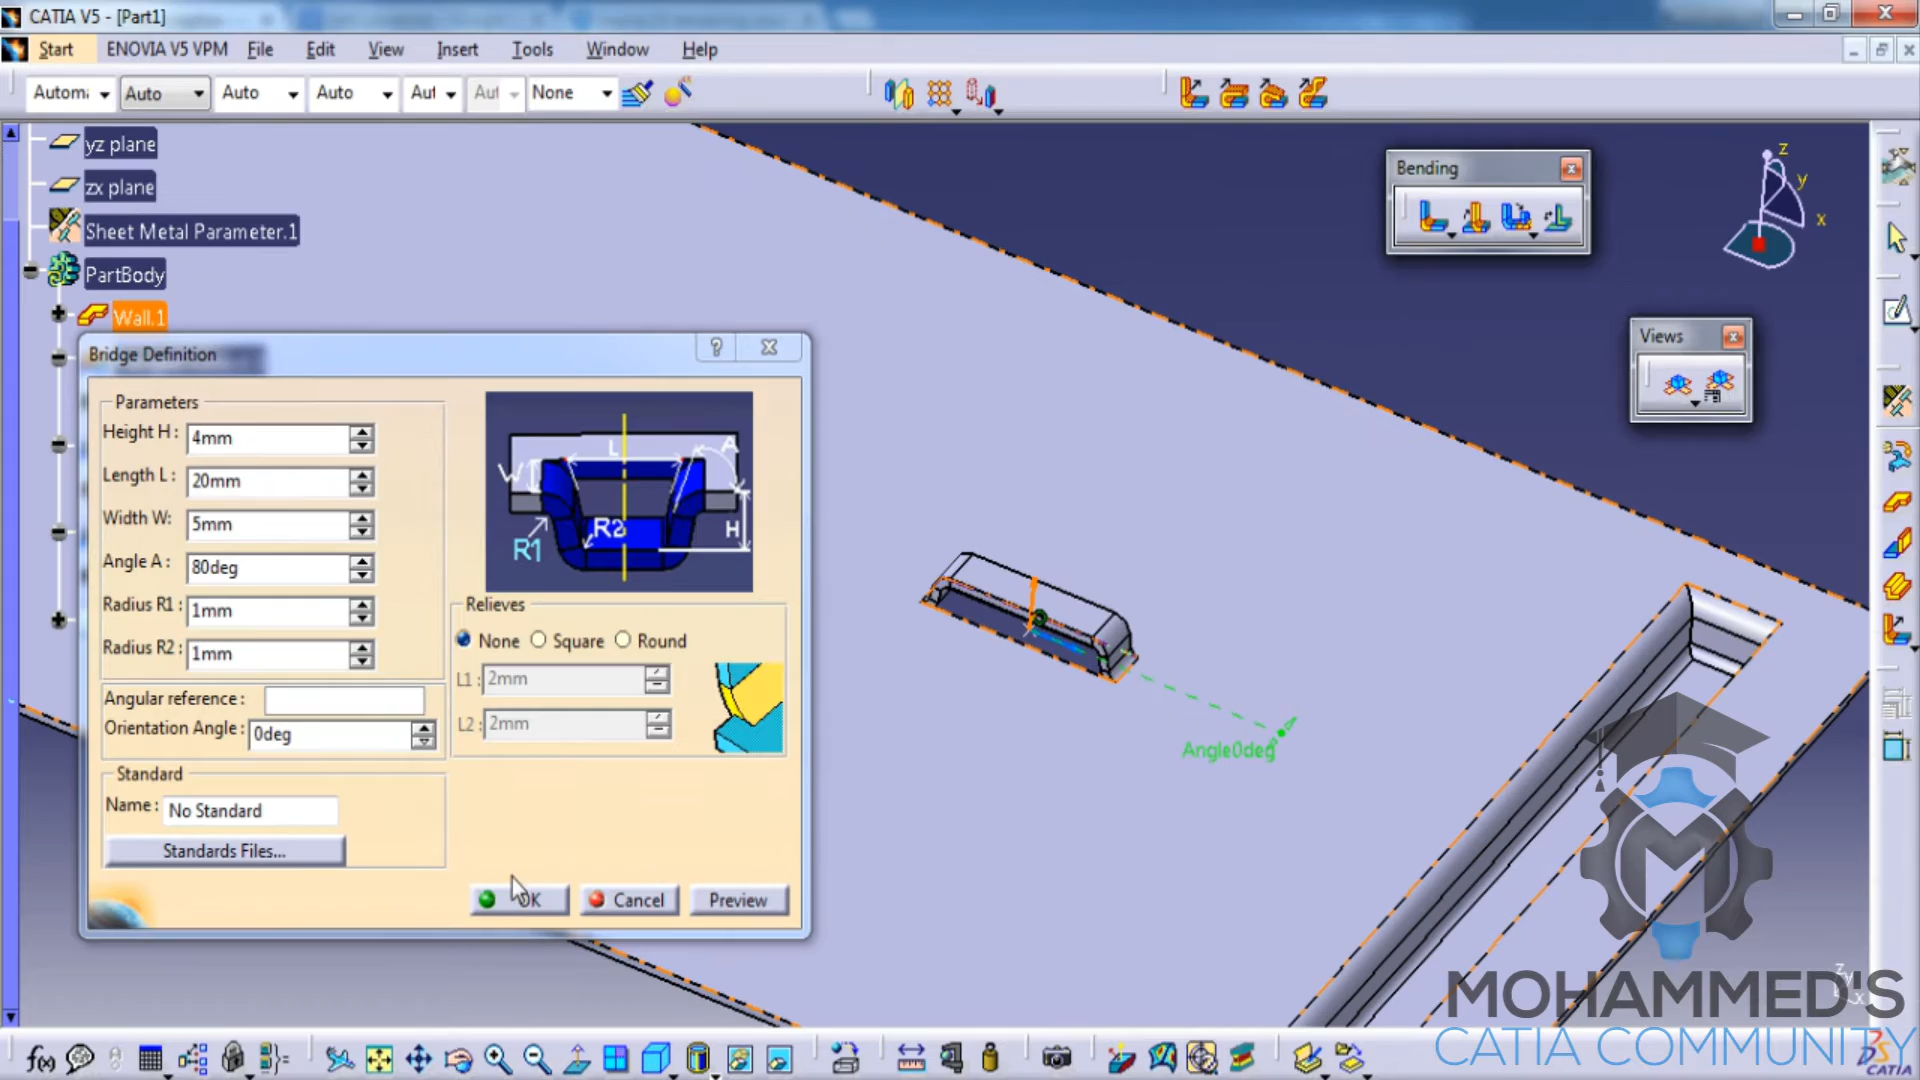 CATIA V5 - [Part1]
Start ENOVIA V5 VPM File Edit View Insert Tools Window Help
Automa Auto Auto Auto Aut Aut None
yz plane
zx plane
Sheet Metal Parameter.1
PartBody
Wall.1
Bending
Views
z
y
x
Bridge Definition
Parameters
Height H : 4mm
Length L : 20mm
Width W: 5mm
Angle A : 80deg
Radius R1 : 1mm
Radius R2 : 1mm
Angular reference :
Orientation Angle : 0deg
Standard
Name : No Standard
Standards Files...
L
A
W
R2
H
R1
Relieves
None Square Round
L1 : 2mm
L2 : 2mm
OK Cancel Preview
Angle0deg
M
MOHAMMED'S
CATIA COMMUNITY
z
y
x
f(x)
CATIA